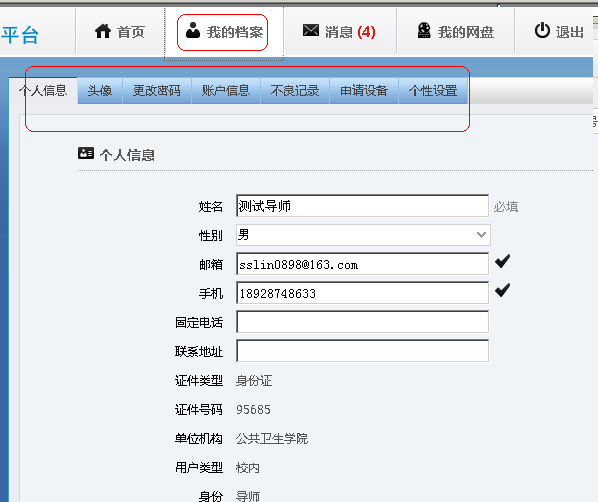 平台 首页 我的档案 消息 (4) 我的网盘 退出
个人信息 头像 更改密码 账户信息 不良记录 申请设备 个性设置
个人信息
姓名 测试导师 必填
性别 男
邮箱 sslin0898@163.com
手机 18928748633
固定电话
联系地址
证件类型 身份证
证件号码 95685
单位机构 公共卫生学院
用户类型 校内
身份 导师